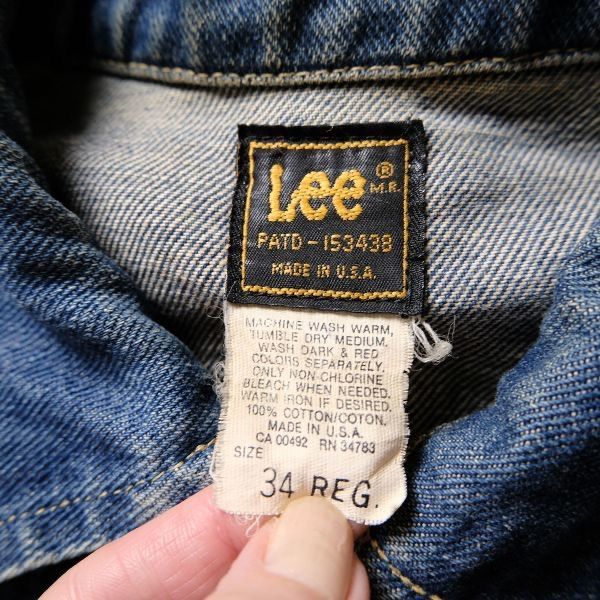 Lee® M.R.
PATD-153438
MADE IN U.S.A.
MACHINE WASH WARM,
TUMBLE DRY MEDIUM.
WASH DARK & RED
COLORS SEPARATELY.
ONLY NON-CHLORINE
BLEACH WHEN NEEDED.
WARM IRON IF DESIRED.
100% COTTON/COTON.
MADE IN U.S.A.
CA 00492 RN 34783
SIZE
34 REG.